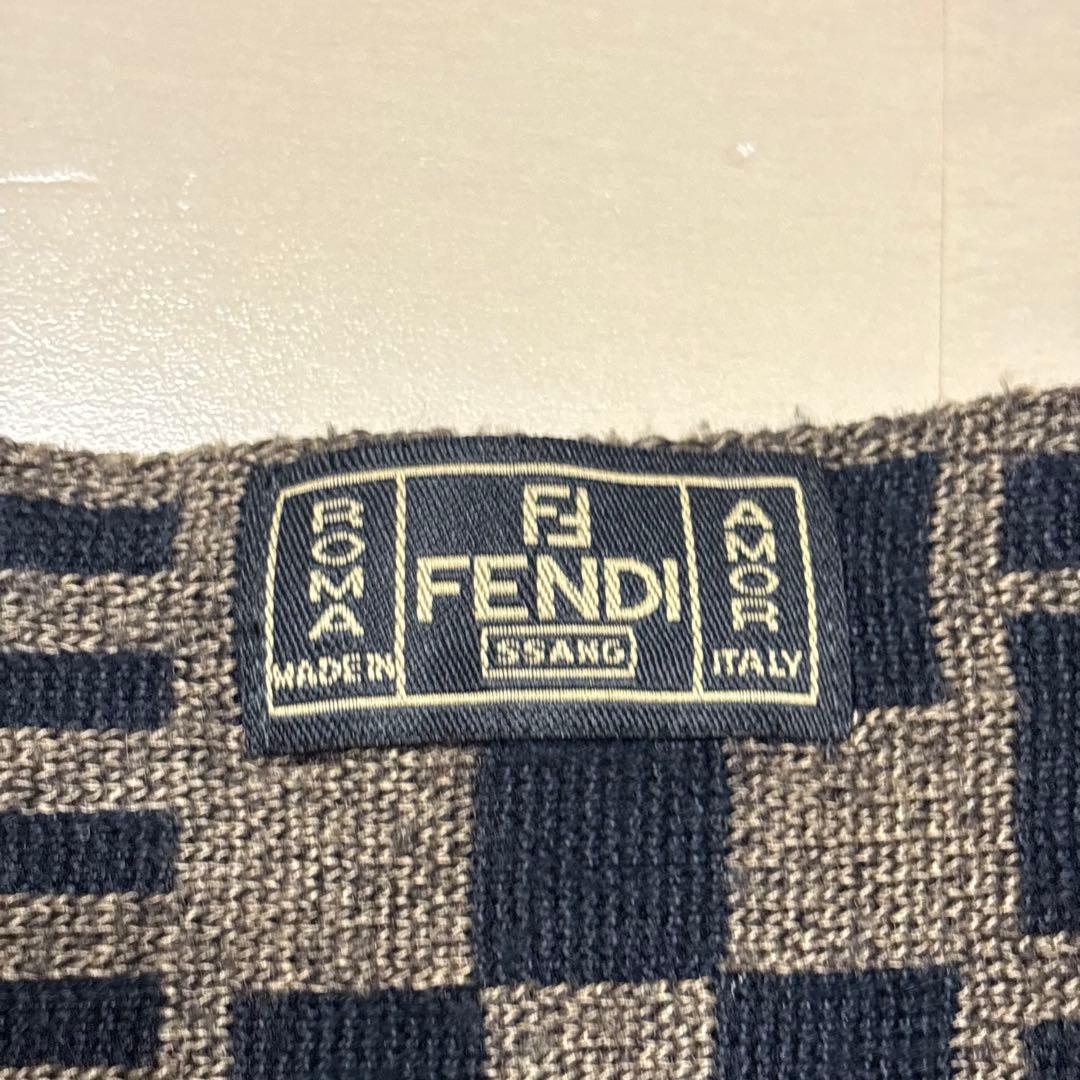 ROMA
MADE IN
FF
FENDI
SSANG
AMOR
ITALY